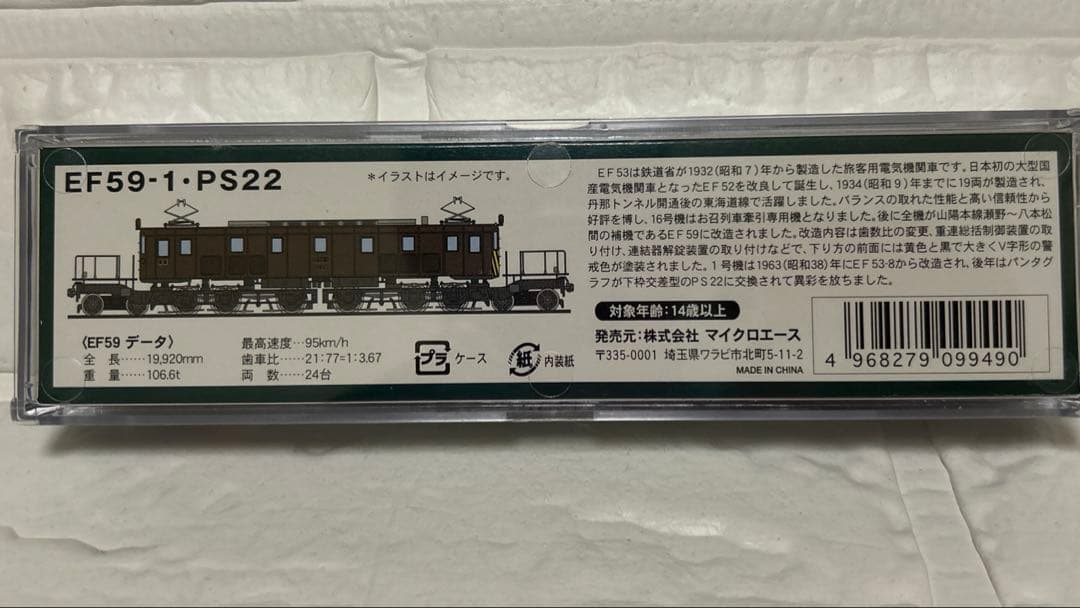 EF59-1・PS22
＊イラストはイメージです。
〈EF59 データ〉
全 長……19,920mm
重 量……106.6t
最高速度…95km/h
歯車比……21:77=1:3.67
両 数……24台
プラ ケース
紙 内装紙
EF53は鉄道省が1932(昭和7)年から製造した旅客用電気機関車です。日本初の大型国
産電気機関車となったEF52を改良して誕生し、1934(昭和9)年までに19両が製造され、
丹那トンネル開通後の東海道線で活躍しました。バランスの取れた性能と高い信頼性から
好評を博し、16号機はお召列車牽引専用機となりました。後に全機が山陽本線瀬野～八本松
間の補機であるEF59に改造されました。改造内容は歯数比の変更、重連総括制御装置の取
り付け、連結器解錠装置の取り付けなどで、下り方の前面には黄色と黒で大きくV字形の警
戒色が塗装されました。1号機は1963(昭和38)年にEF53-8から改造され、後年はパンタグ
ラフが下枠交差型のPS22に交換されて異彩を放ちました。
対象年齢:14歳以上
発売元:株式会社 マイクロエース
〒335-0001 埼玉県ワラビ市北町5-11-2
MADE IN CHINA
4 968279 099490